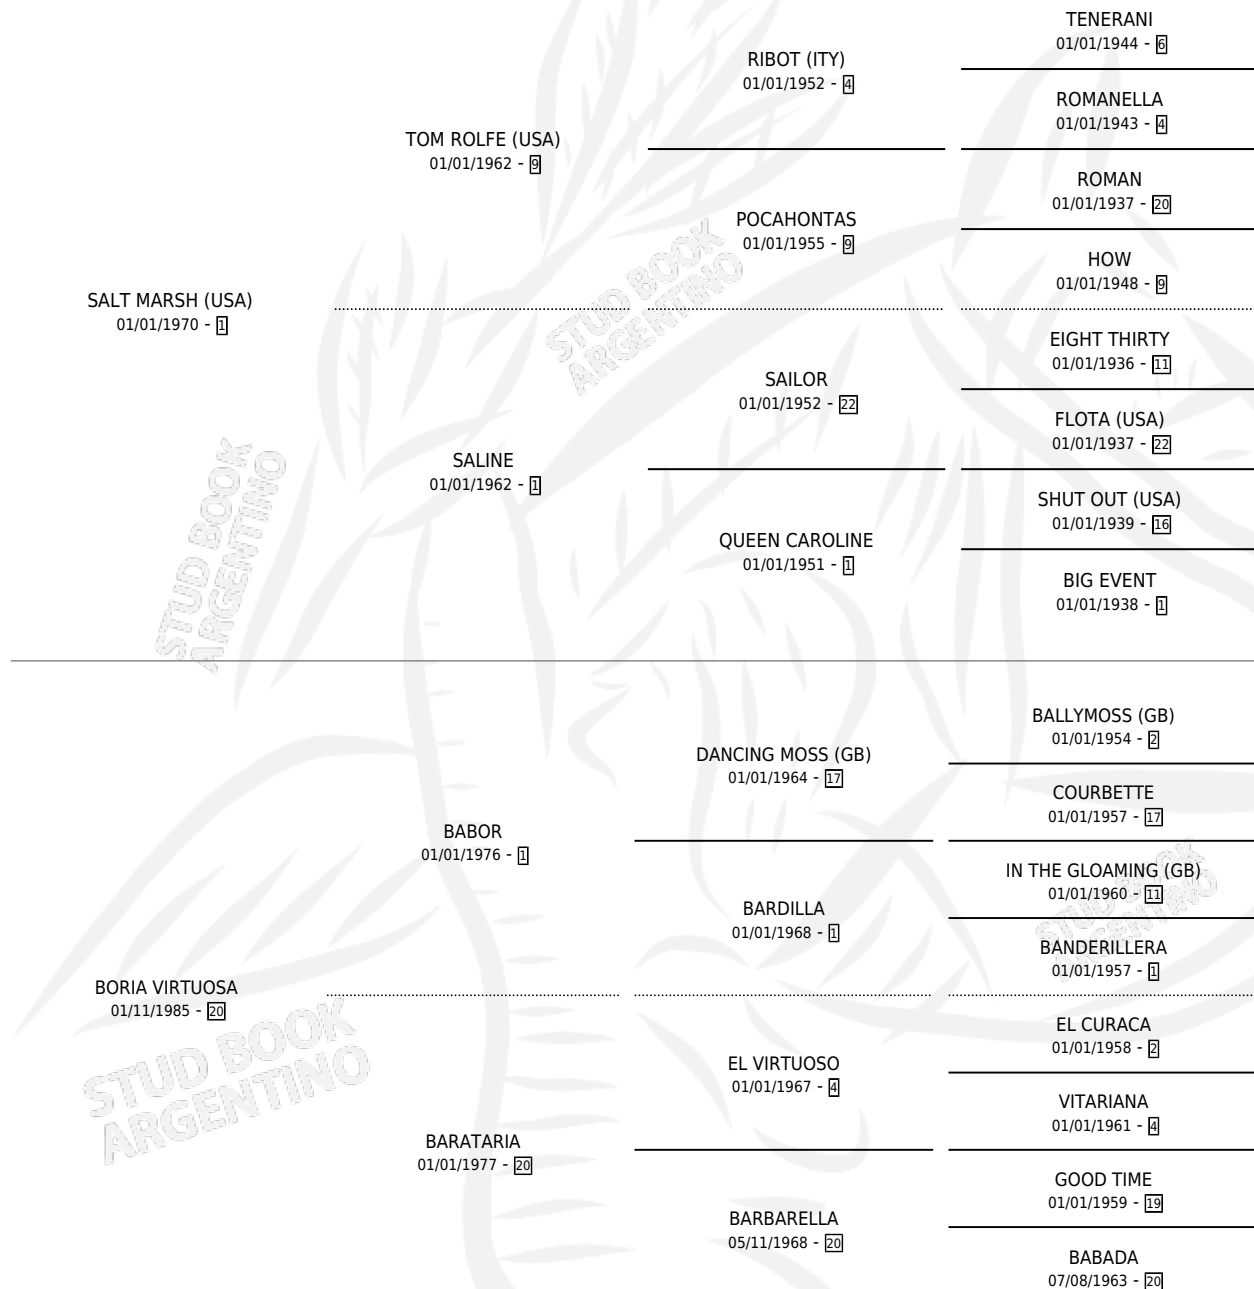 TENERANI
01/01/1944 - 6
RIBOT (ITY)
01/01/1952 - 4
ROMANELLA
01/01/1943 - 4
TOM ROLFE (USA)
01/01/1962 - 9
ROMAN
01/01/1937 - 20
POCAHONTAS
01/01/1955 - 9
HOW
01/01/1948 - 9
SALT MARSH (USA)
01/01/1970 - 1
STUD BOOK
ARGENTINO
EIGHT THIRTY
01/01/1936 - 11
SAILOR
01/01/1952 - 22
FLOTA (USA)
01/01/1937 - 22
SALINE
01/01/1962 - 1
SHUT OUT (USA)
01/01/1939 - 16
QUEEN CAROLINE
01/01/1951 - 1
BIG EVENT
01/01/1938 - 1
STUD BOOK
ARGENTINO
BALLYMOSS (GB)
01/01/1954 - 2
DANCING MOSS (GB)
01/01/1964 - 17
COURBETTE
01/01/1957 - 17
BABOR
01/01/1976 - 1
IN THE GLOAMING (GB)
01/01/1960 - 11
BARDILLA
01/01/1968 - 1
STUD BOOK
ARGENTINO
BANDERILLERA
01/01/1957 - 1
BORIA VIRTUOSA
01/11/1985 - 20
EL CURACA
01/01/1958 - 2
STUD BOOK
ARGENTINO
EL VIRTUOSO
01/01/1967 - 4
VITARIANA
01/01/1961 - 4
BARATARIA
01/01/1977 - 20
GOOD TIME
01/01/1959 - 19
BARBARELLA
05/11/1968 - 20
BABADA
07/08/1963 - 20